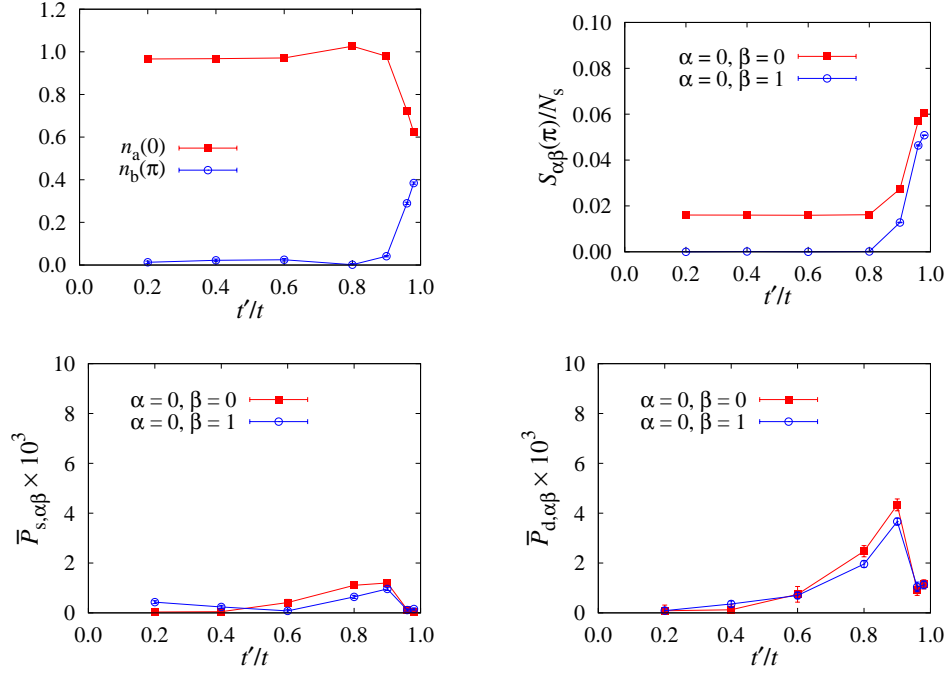 1.2
1.0
0.8
0.6
0.4
0.2
0.0
n_a(0)
n_b(π)
0.0 0.2 0.4 0.6 0.8 1.0
t′/t
S_αβ(π)/N_s
0.10
0.08
0.06
0.04
0.02
0.00
α = 0, β = 0
α = 0, β = 1
0.0 0.2 0.4 0.6 0.8 1.0
t′/t
P̅_s,αβ × 10³
10
8
6
4
2
0
α = 0, β = 0
α = 0, β = 1
0.0 0.2 0.4 0.6 0.8 1.0
t′/t
P̅_d,αβ × 10³
10
8
6
4
2
0
α = 0, β = 0
α = 0, β = 1
0.0 0.2 0.4 0.6 0.8 1.0
t′/t